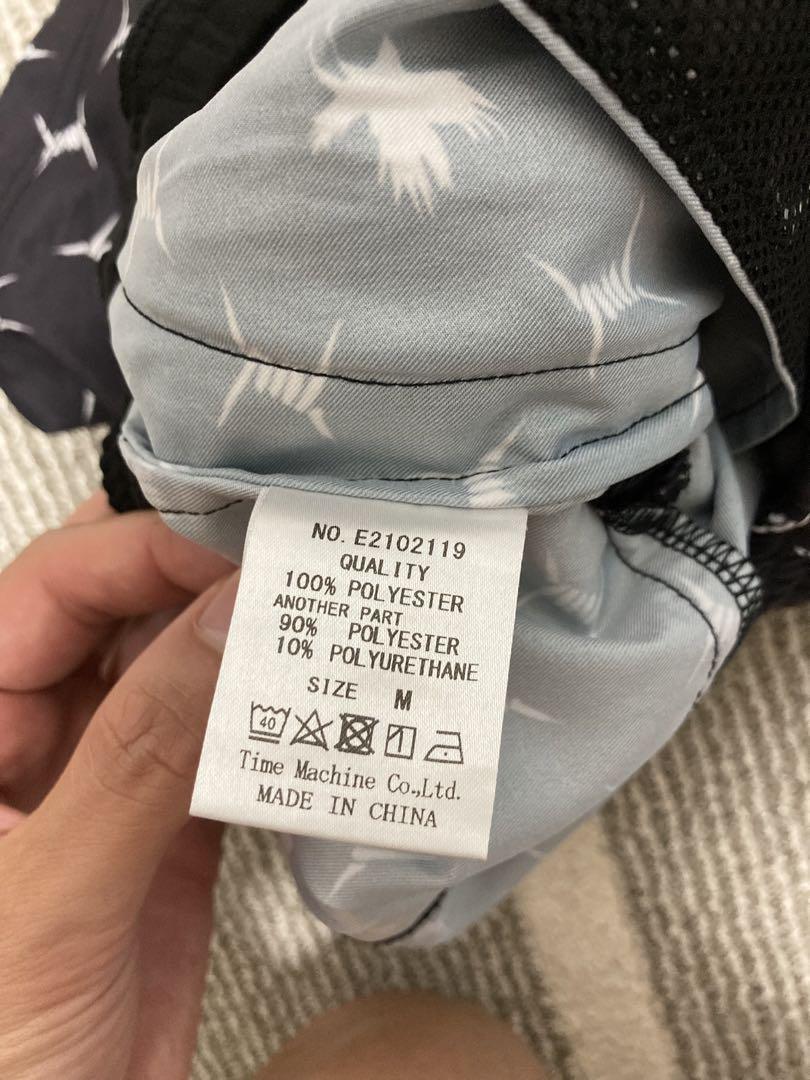 NO. E2102119
QUALITY
100% POLYESTER
ANOTHER PART
90% POLYESTER
10% POLYURETHANE
SIZE M
40
Time Machine Co.,Ltd.
MADE IN CHINA